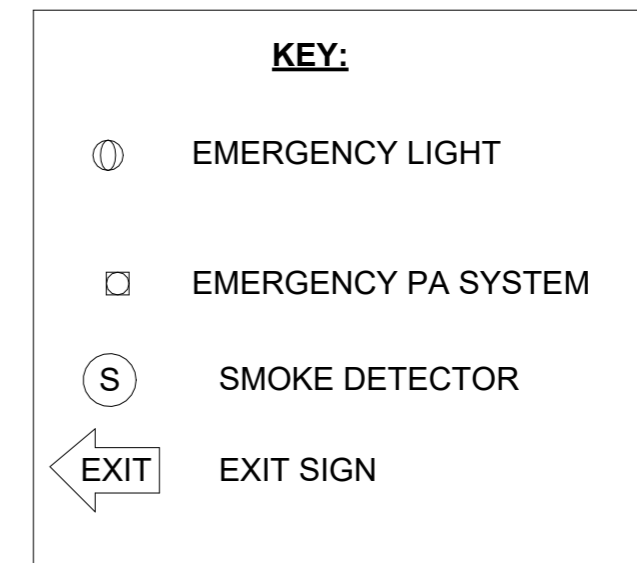 KEY:
EMERGENCY LIGHT
EMERGENCY PA SYSTEM
S SMOKE DETECTOR
EXIT EXIT SIGN